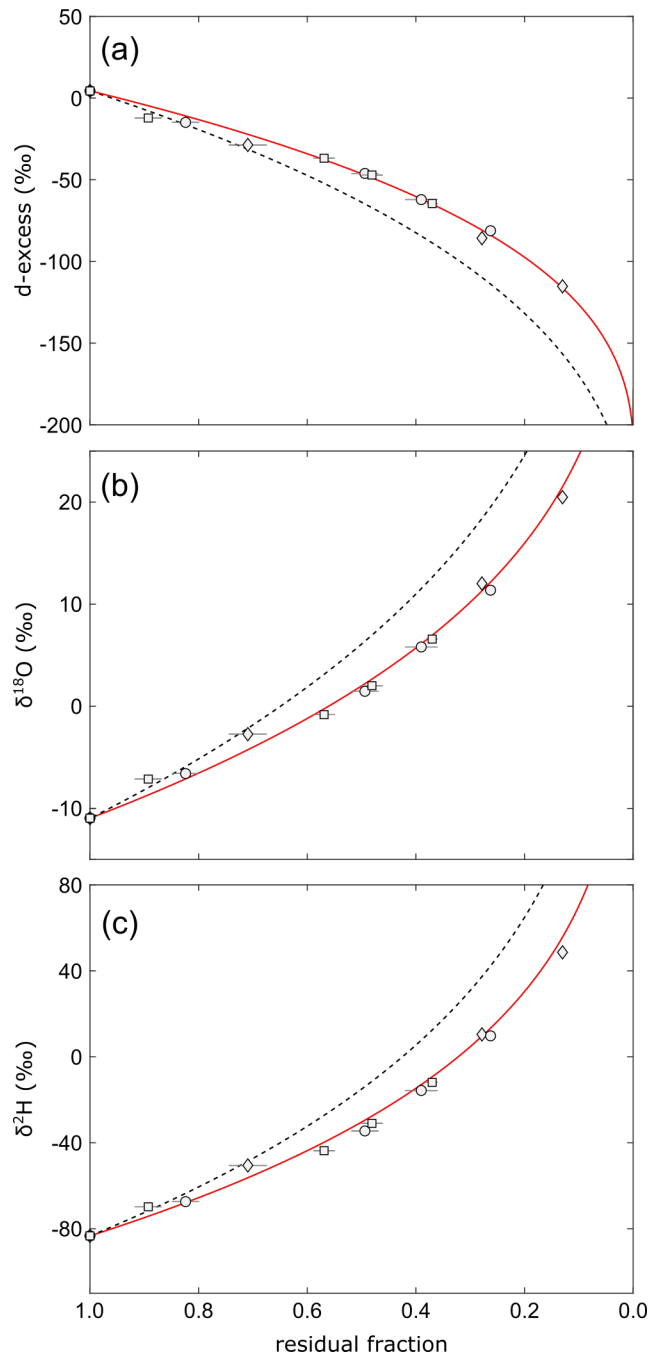 (a)
50
0
-50
-100
-150
-200
d-excess (‰)
(b)
20
10
0
-10
δ¹⁸O (‰)
(c)
80
40
0
-40
-80
δ²H (‰)
1.0 0.8 0.6 0.4 0.2 0.0
residual fraction